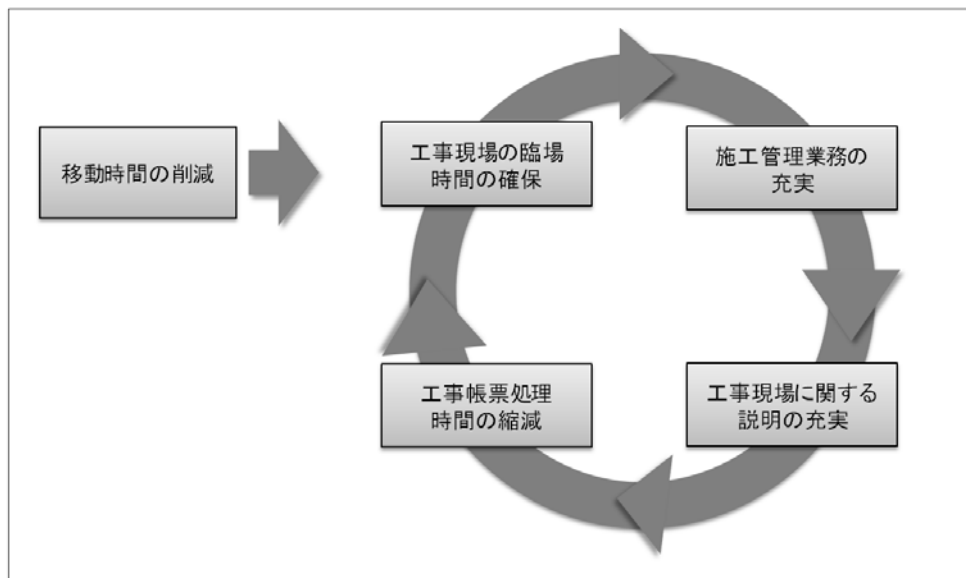 移動時間の削減
工事現場の臨場
時間の確保
施工管理業務の
充実
工事帳票処理
時間の縮減
工事現場に関する
説明の充実